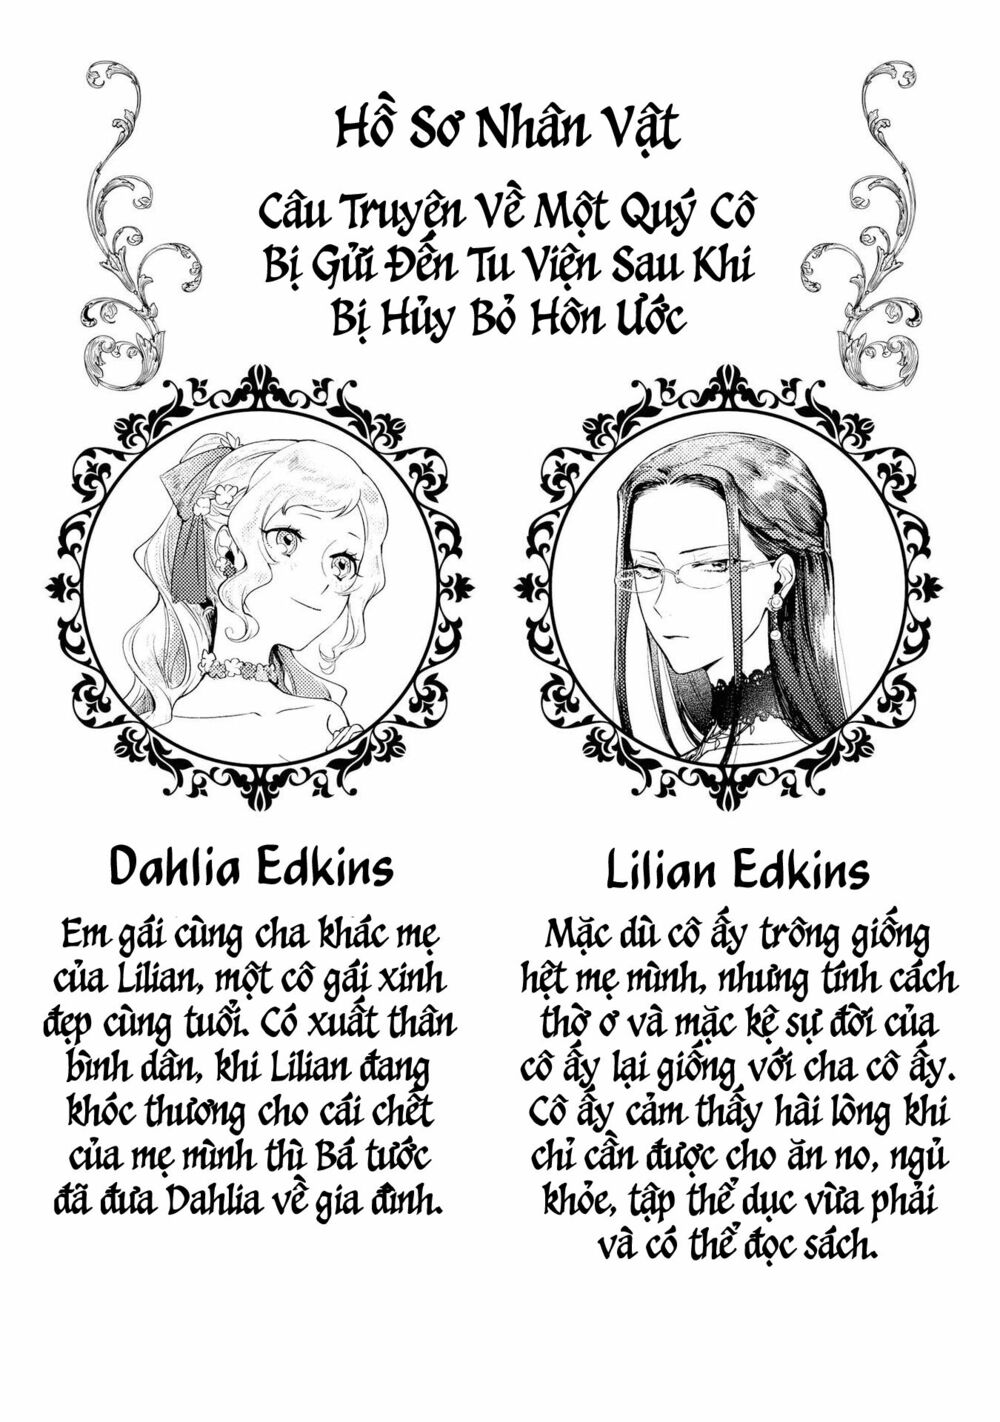 Hồ Sơ Nhân Vật
Câu Truyện Về Một Quý Cô
Bị Gửi Đến Tu Viện Sau Khi
Bị Hủy Bỏ Hôn Ước
Dahlia Edkins
Em gái cùng cha khác mẹ
của Lilian, một cô gái xinh
đẹp cùng tuổi. Có xuất thân
bình dân, khi Lilian đang
khóc thương cho cái chết
của mẹ mình thì Bá tước
đã đưa Dahlia về gia đình.
Lilian Edkins
Mặc dù cô ấy trông giống
hệt mẹ mình, nhưng tính cách
thờ ơ và mặc kệ sự đời của
cô ấy lại giống với cha cô ấy.
Cô ấy cảm thấy hài lòng khi
chỉ cần được cho ăn no, ngủ
khỏe, tập thể dục vừa phải
và có thể đọc sách.